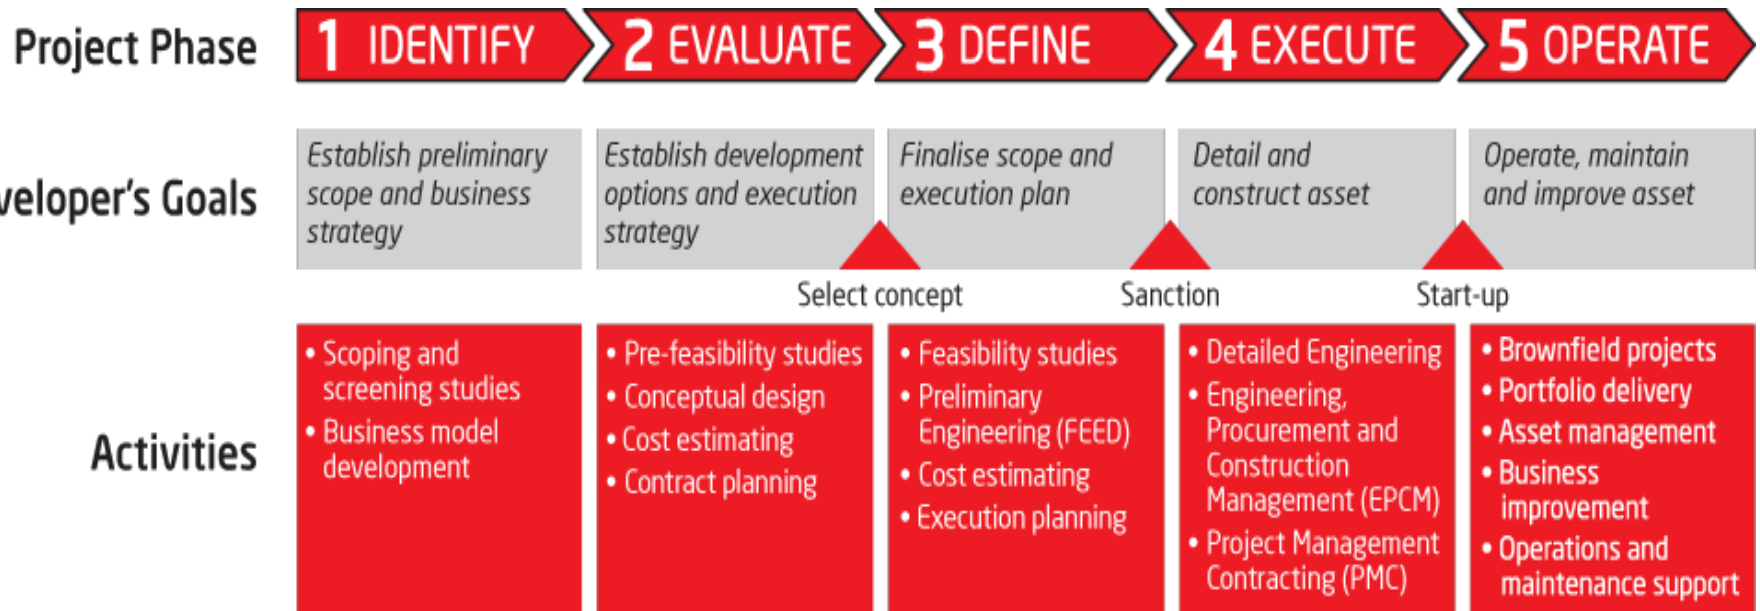 Project Phase
1 IDENTIFY
2 EVALUATE
3 DEFINE
4 EXECUTE
5 OPERATE
veloper's Goals
Establish preliminary
scope and business
strategy
Establish development
options and execution
strategy
Finalise scope and
execution plan
Detail and
construct asset
Operate, maintain
and improve asset
Select concept
Sanction
Start-up
Activities
• Scoping and
screening studies
• Business model
development
• Pre-feasibility studies
• Conceptual design
• Cost estimating
• Contract planning
• Feasibility studies
• Preliminary
Engineering (FEED)
• Cost estimating
• Execution planning
• Detailed Engineering
• Engineering,
Procurement and
Construction
Management (EPCM)
• Project Management
Contracting (PMC)
• Brownfield projects
• Portfolio delivery
• Asset management
• Business
improvement
• Operations and
maintenance support